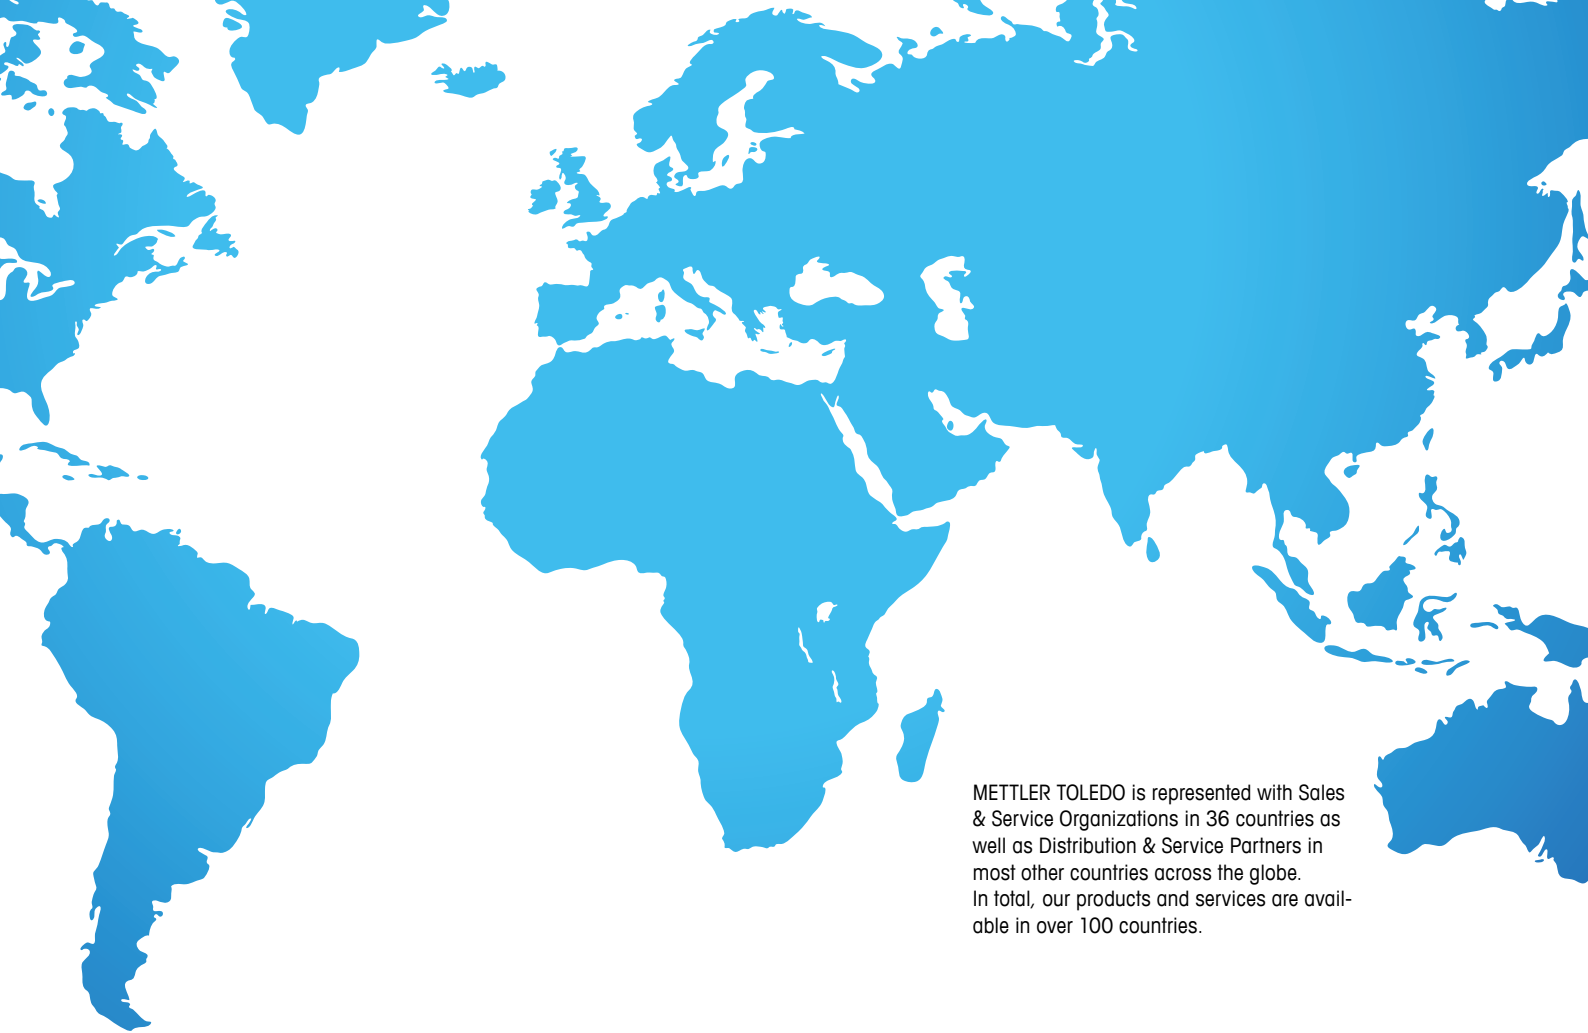 METTLER TOLEDO is represented with Sales
& Service Organizations in 36 countries as
well as Distribution & Service Partners in
most other countries across the globe.
In total, our products and services are avail-
able in over 100 countries.